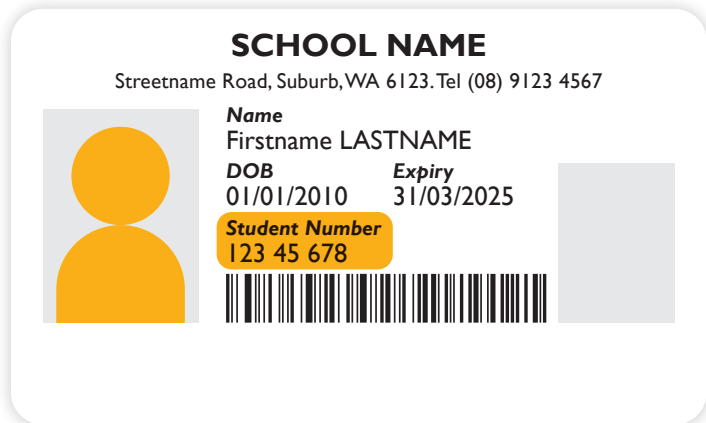 SCHOOL NAME
Streetname Road, Suburb, WA 6123. Tel (08) 9123 4567
Name
Firstname LASTNAME
DOB Expiry
01/01/2010 31/03/2025
Student Number
123 45 678